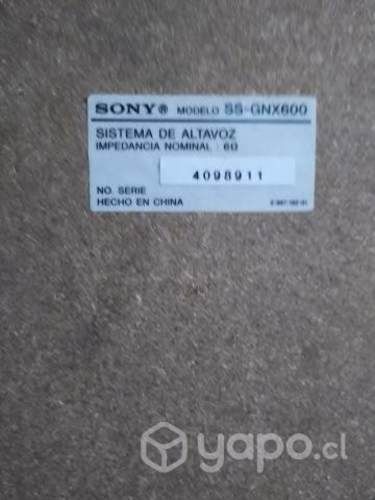 SONY® MODELO SS-GNX600
SISTEMA DE ALTAVOZ
IMPEDANCIA NOMINAL : 6Ω
4098911
NO. SERIE
HECHO EN CHINA
yapo.cl